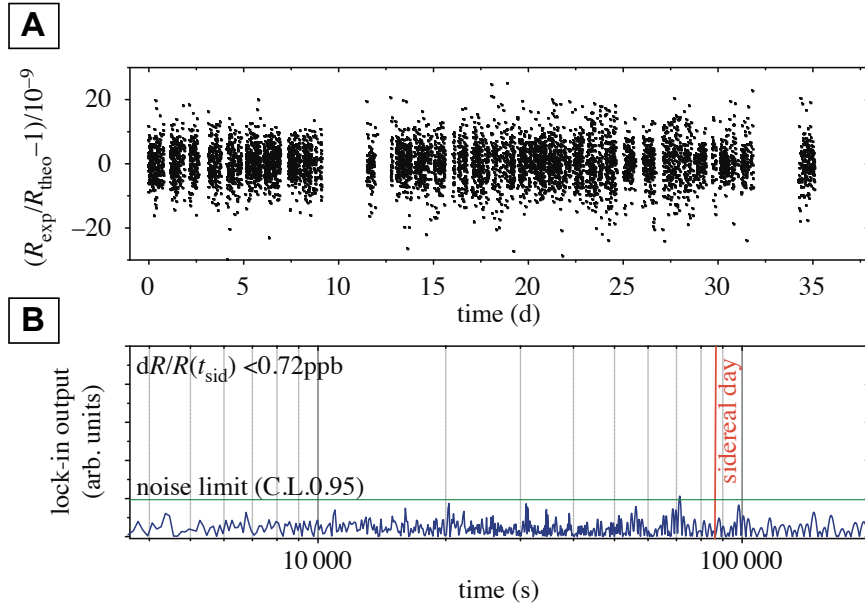 A
(R_exp/R_theo−1)/10⁻⁹
20
0
−20
0 5 10 15 20 25 30 35
time (d)
B
lock-in output
(arb. units)
dR/R(t_sid) <0.72ppb
noise limit (C.L.0.95)
sidereal day
10 000 100 000
time (s)